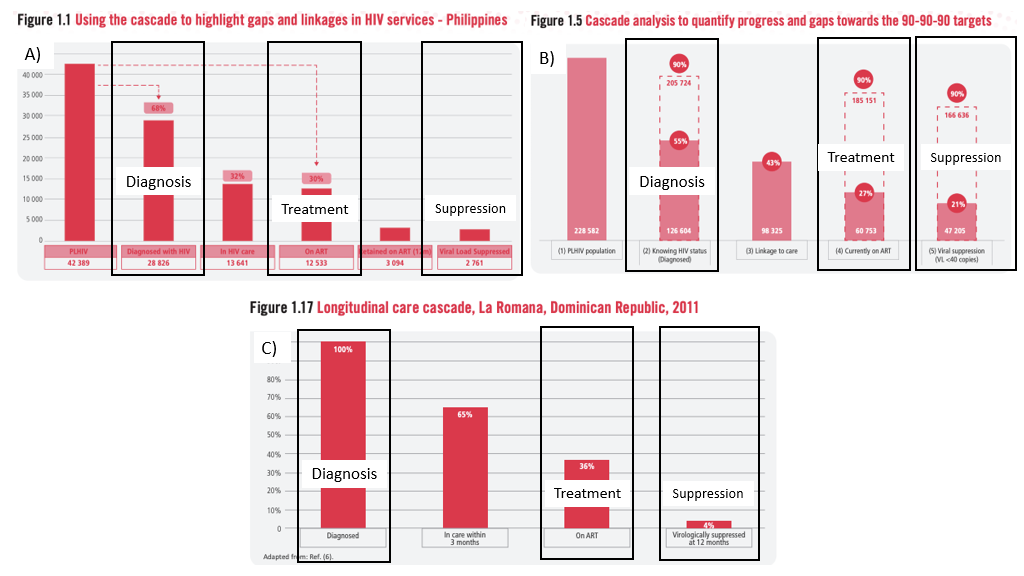 Figure 1.1 Using the cascade to highlight gaps and linkages in HIV services - Philippines
A)
40 000
35 000
30 000
25 000
20 000
15 000
10 000
5 000
0
68%
32%
30%
Diagnosis
Treatment
Suppression
PLHIV
Diagnosed with HIV
In HIV care
On ART
etained on ART (12m)
Viral Load Suppressed
42 389
28 826
13 641
12 533
3 094
2 761
Figure 1.5 Cascade analysis to quantify progress and gaps towards the 90-90-90 targets
B)
90%
205 724
55%
43%
90%
185 151
27%
90%
166 636
21%
Diagnosis
Treatment
Suppression
228 582
126 604
98 325
60 753
47 205
(1) PLHIV population
(2) Knowing HIV status
(Diagnosed)
(3) Linkage to care
(4) Currently on ART
(5) Viral suppression
(VL <40 copies)
Figure 1.17 Longitudinal care cascade, La Romana, Dominican Republic, 2011
C)
80%
70%
60%
50%
40%
30%
20%
10%
0
100%
65%
36%
4%
Diagnosis
Treatment
Suppression
Diagnosed
In care within
3 months
On ART
Virologically suppressed
at 12 months
Adapted from: Ref. (6).